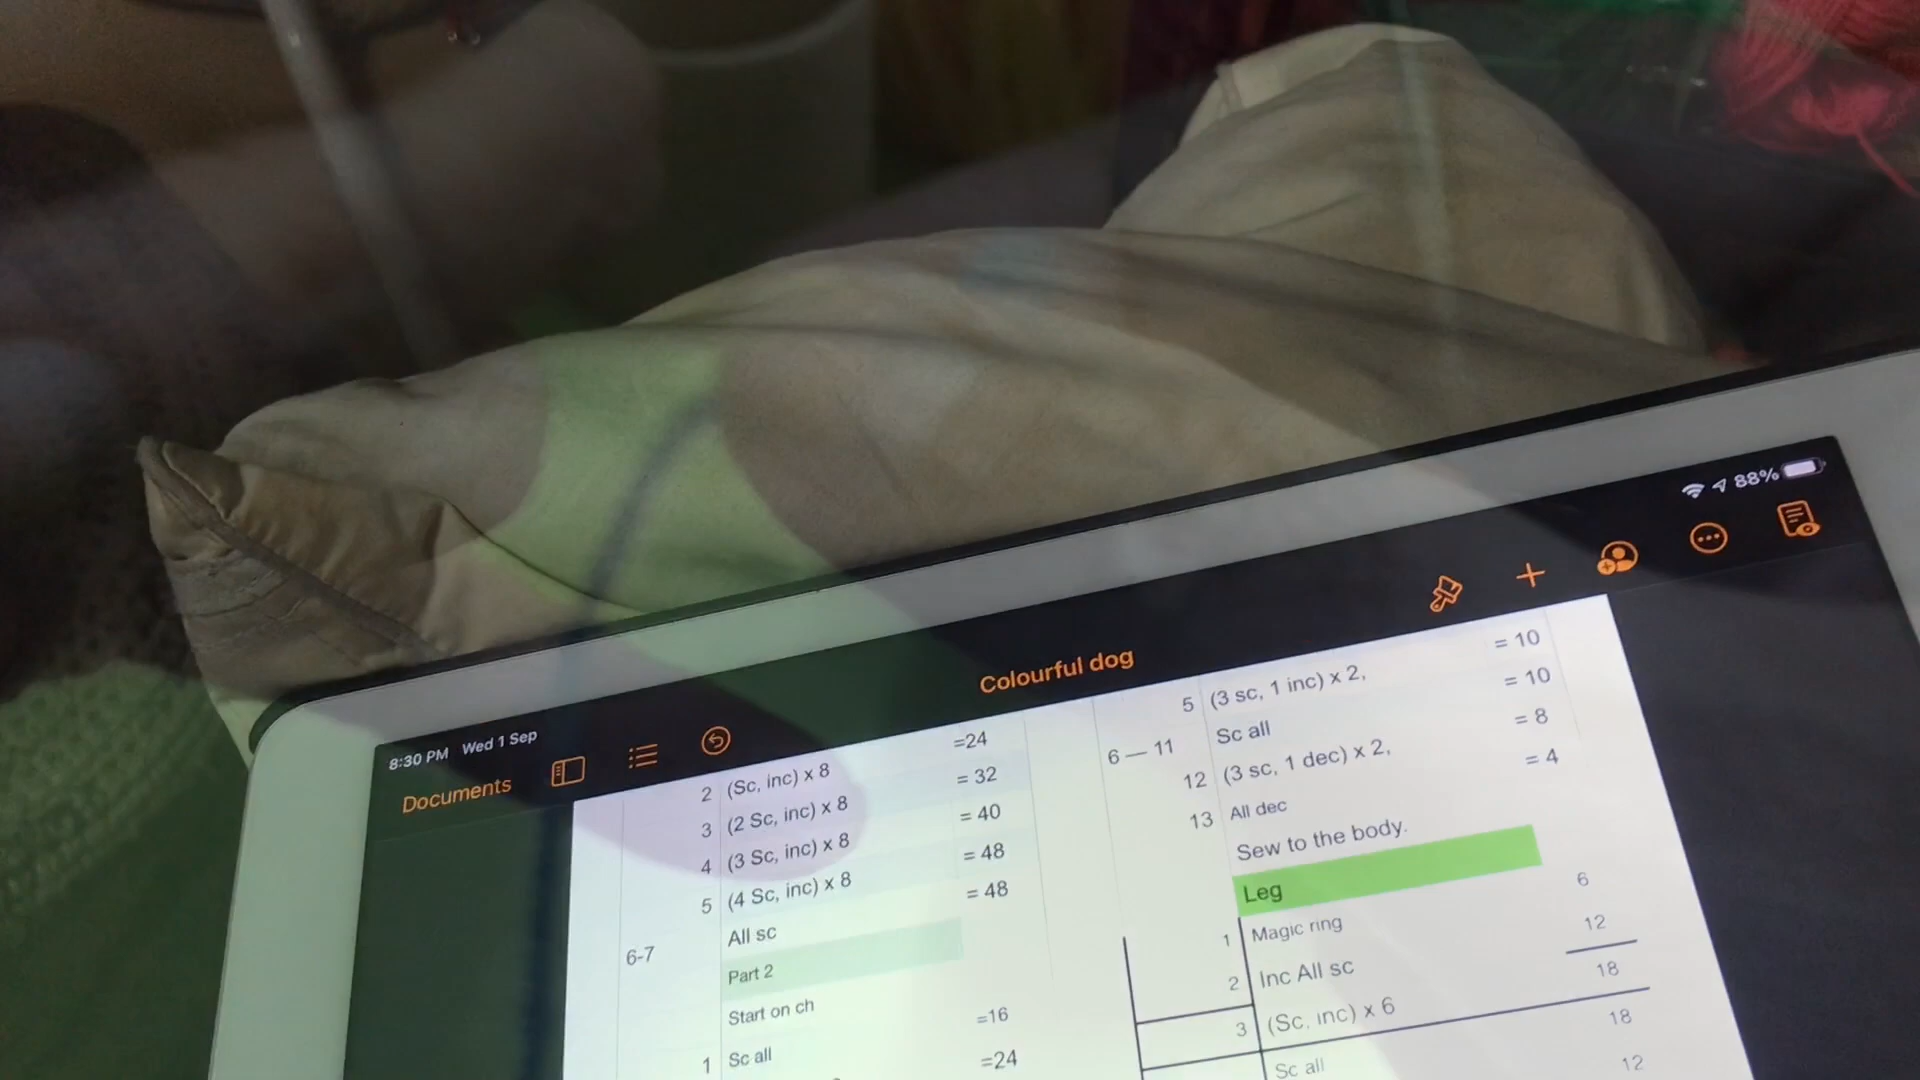 8:30 PM Wed 1 Sep
88%
Documents
Colourful dog
=24
2 (Sc, inc) x 8 = 32
3 (2 Sc, inc) x 8 = 40
4 (3 Sc, inc) x 8 = 48
5 (4 Sc, inc) x 8 = 48
6-7 All sc
Part 2
Start on ch =16
1 Sc all =24
= 10
5 (3 sc, 1 inc) x 2, = 10
6 — 11 Sc all = 8
12 (3 sc, 1 dec) x 2, = 4
13 All dec
Sew to the body.
Leg
6
1 Magic ring 12
2 Inc All sc 18
3 (Sc, inc) x 6 18
Sc all 12